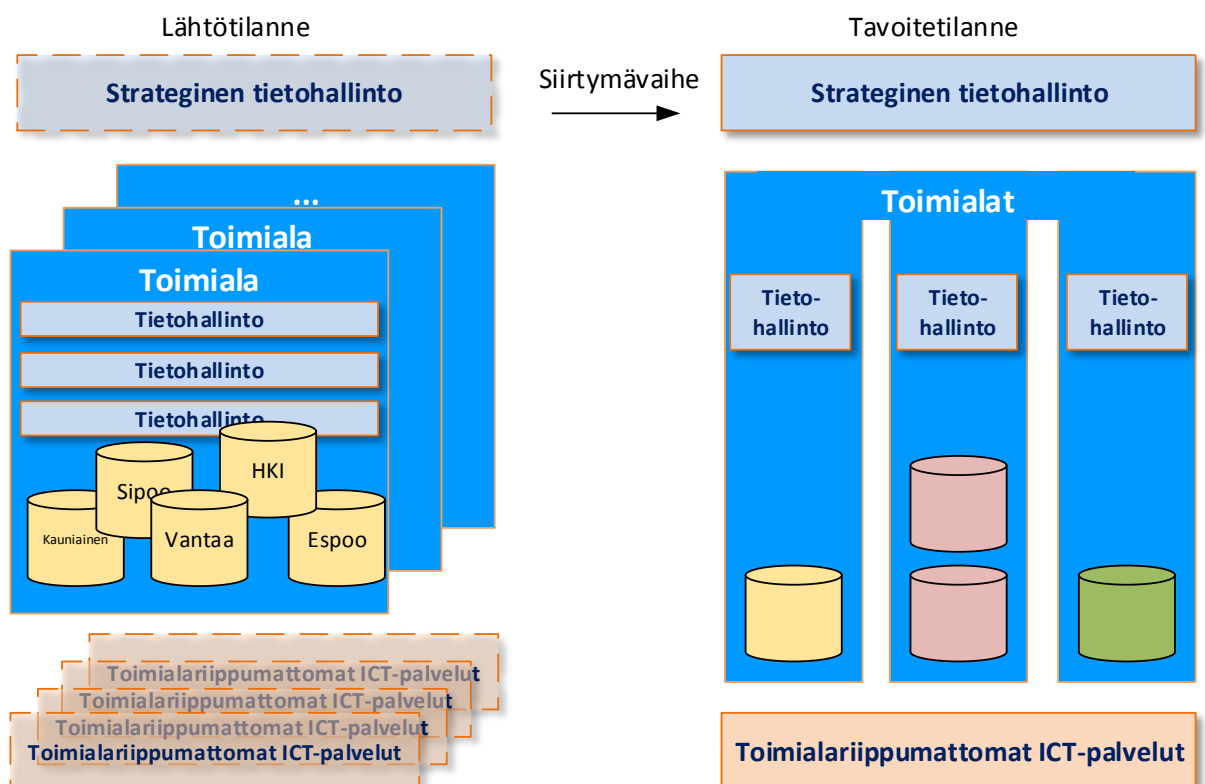 Lähtötilanne
Strateginen tietohallinto
...
Toimiala
Toimiala
Tietohallinto
Tietohallinto
Tietohallinto
HKI
Sipoo
Kauniainen
Vantaa
Espoo
Toimialariippumattomat ICT-palvelut
Toimialariippumattomat ICT-palvelut
Toimialariippumattomat ICT-palvelut
Toimialariippumattomat ICT-palvelut
Siirtymävaihe
Tavoitetilanne
Strateginen tietohallinto
Toimialat
Tieto-
hallinto
Tieto-
hallinto
Tieto-
hallinto
Toimialariippumattomat ICT-palvelut